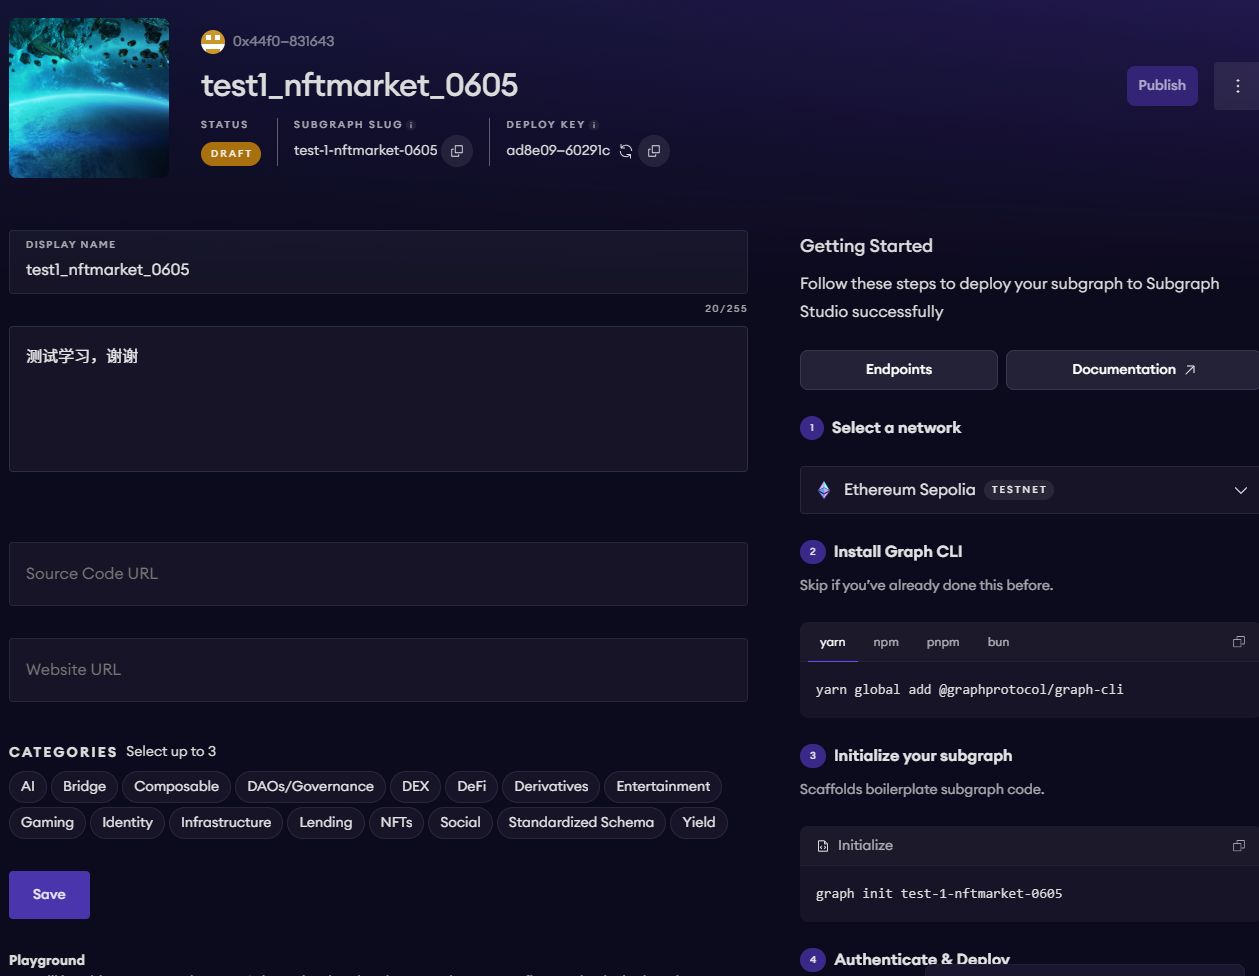 0x44f0–831643
test1_nftmarket_0605
Publish
STATUS
DRAFT
SUBGRAPH SLUG
test-1-nftmarket-0605
DEPLOY KEY
ad8e09–60291c
DISPLAY NAME
test1_nftmarket_0605
20/255
测试学习，谢谢
Source Code URL
Website URL
CATEGORIES Select up to 3
AI Bridge Composable DAOs/Governance DEX DeFi Derivatives Entertainment
Gaming Identity Infrastructure Lending NFTs Social Standardized Schema Yield
Save
Playground
Getting Started
Follow these steps to deploy your subgraph to Subgraph
Studio successfully
Endpoints
Documentation
1 Select a network
Ethereum Sepolia TESTNET
2 Install Graph CLI
Skip if you’ve already done this before.
yarn npm pnpm bun
yarn global add @graphprotocol/graph-cli
3 Initialize your subgraph
Scaffolds boilerplate subgraph code.
Initialize
graph init test-1-nftmarket-0605
4 Authenticate & Deploy